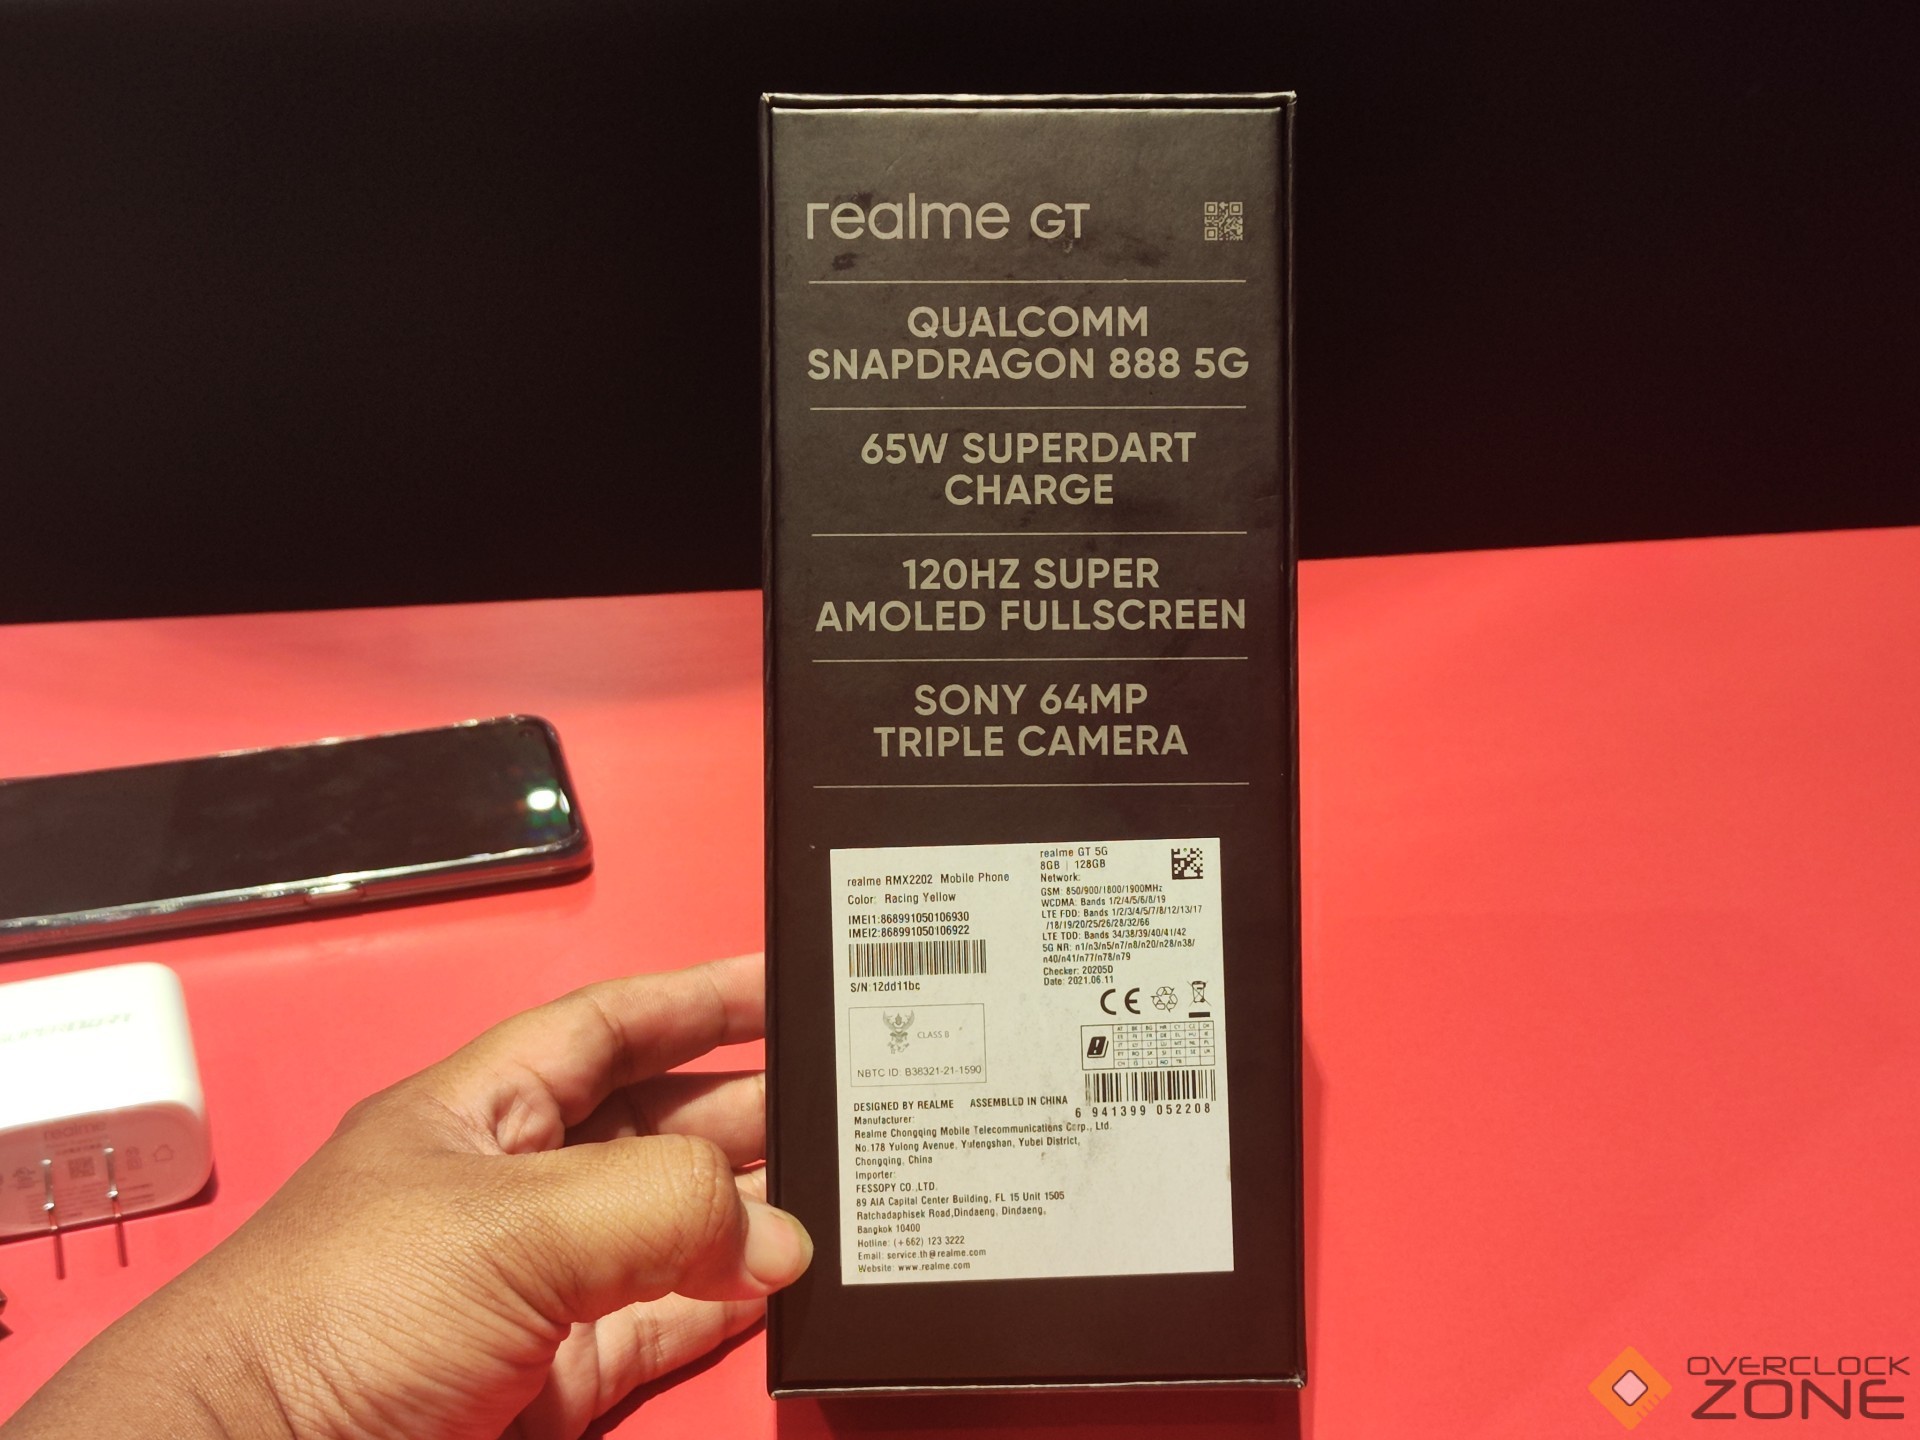 realme GT
QUALCOMM
SNAPDRAGON 888 5G
65W SUPERDART
CHARGE
120HZ SUPER
AMOLED FULLSCREEN
SONY 64MP
TRIPLE CAMERA
realme RMX2202 Mobile Phone
Color: Racing Yellow
IMEI1:868991050106930
IMEI2:868991050106922
S/N:12dd11bc
CLASS B
NBTC ID: B38321-21-1590
realme GT 5G
8GB | 128GB
Network:
GSM: 850/900/1800/1900MHz
WCDMA: Bands 1/2/4/5/6/8/19
LTE FDD: Bands 1/2/3/4/5/7/8/12/13/17
/18/19/20/25/26/28/32/66
LTE TDD: Bands 34/38/39/40/41/42
5G NR: n1/n3/n5/n7/n8/n20/n28/n38/
n40/n41/n77/n78/n79
Checker: 20205D
Date: 2021.06.11
CE
6 941399 052208
DESIGNED BY REALME ASSEMBLED IN CHINA
Manufacturer:
Realme Chongqing Mobile Telecommunications Corp., Ltd.
No.178 Yulong Avenue, Yufengshan, Yubei District,
Chongqing, China
Importer:
FESSOPY CO.,LTD.
89 AIA Capital Center Building, FL 15 Unit 1505
Ratchadaphisek Road,Dindaeng, Dindaeng,
Bangkok 10400
Hotline: (+662) 123 3222
Email: service.th@realme.com
Website: www.realme.com
realme
OVERCLOCK
ZONE